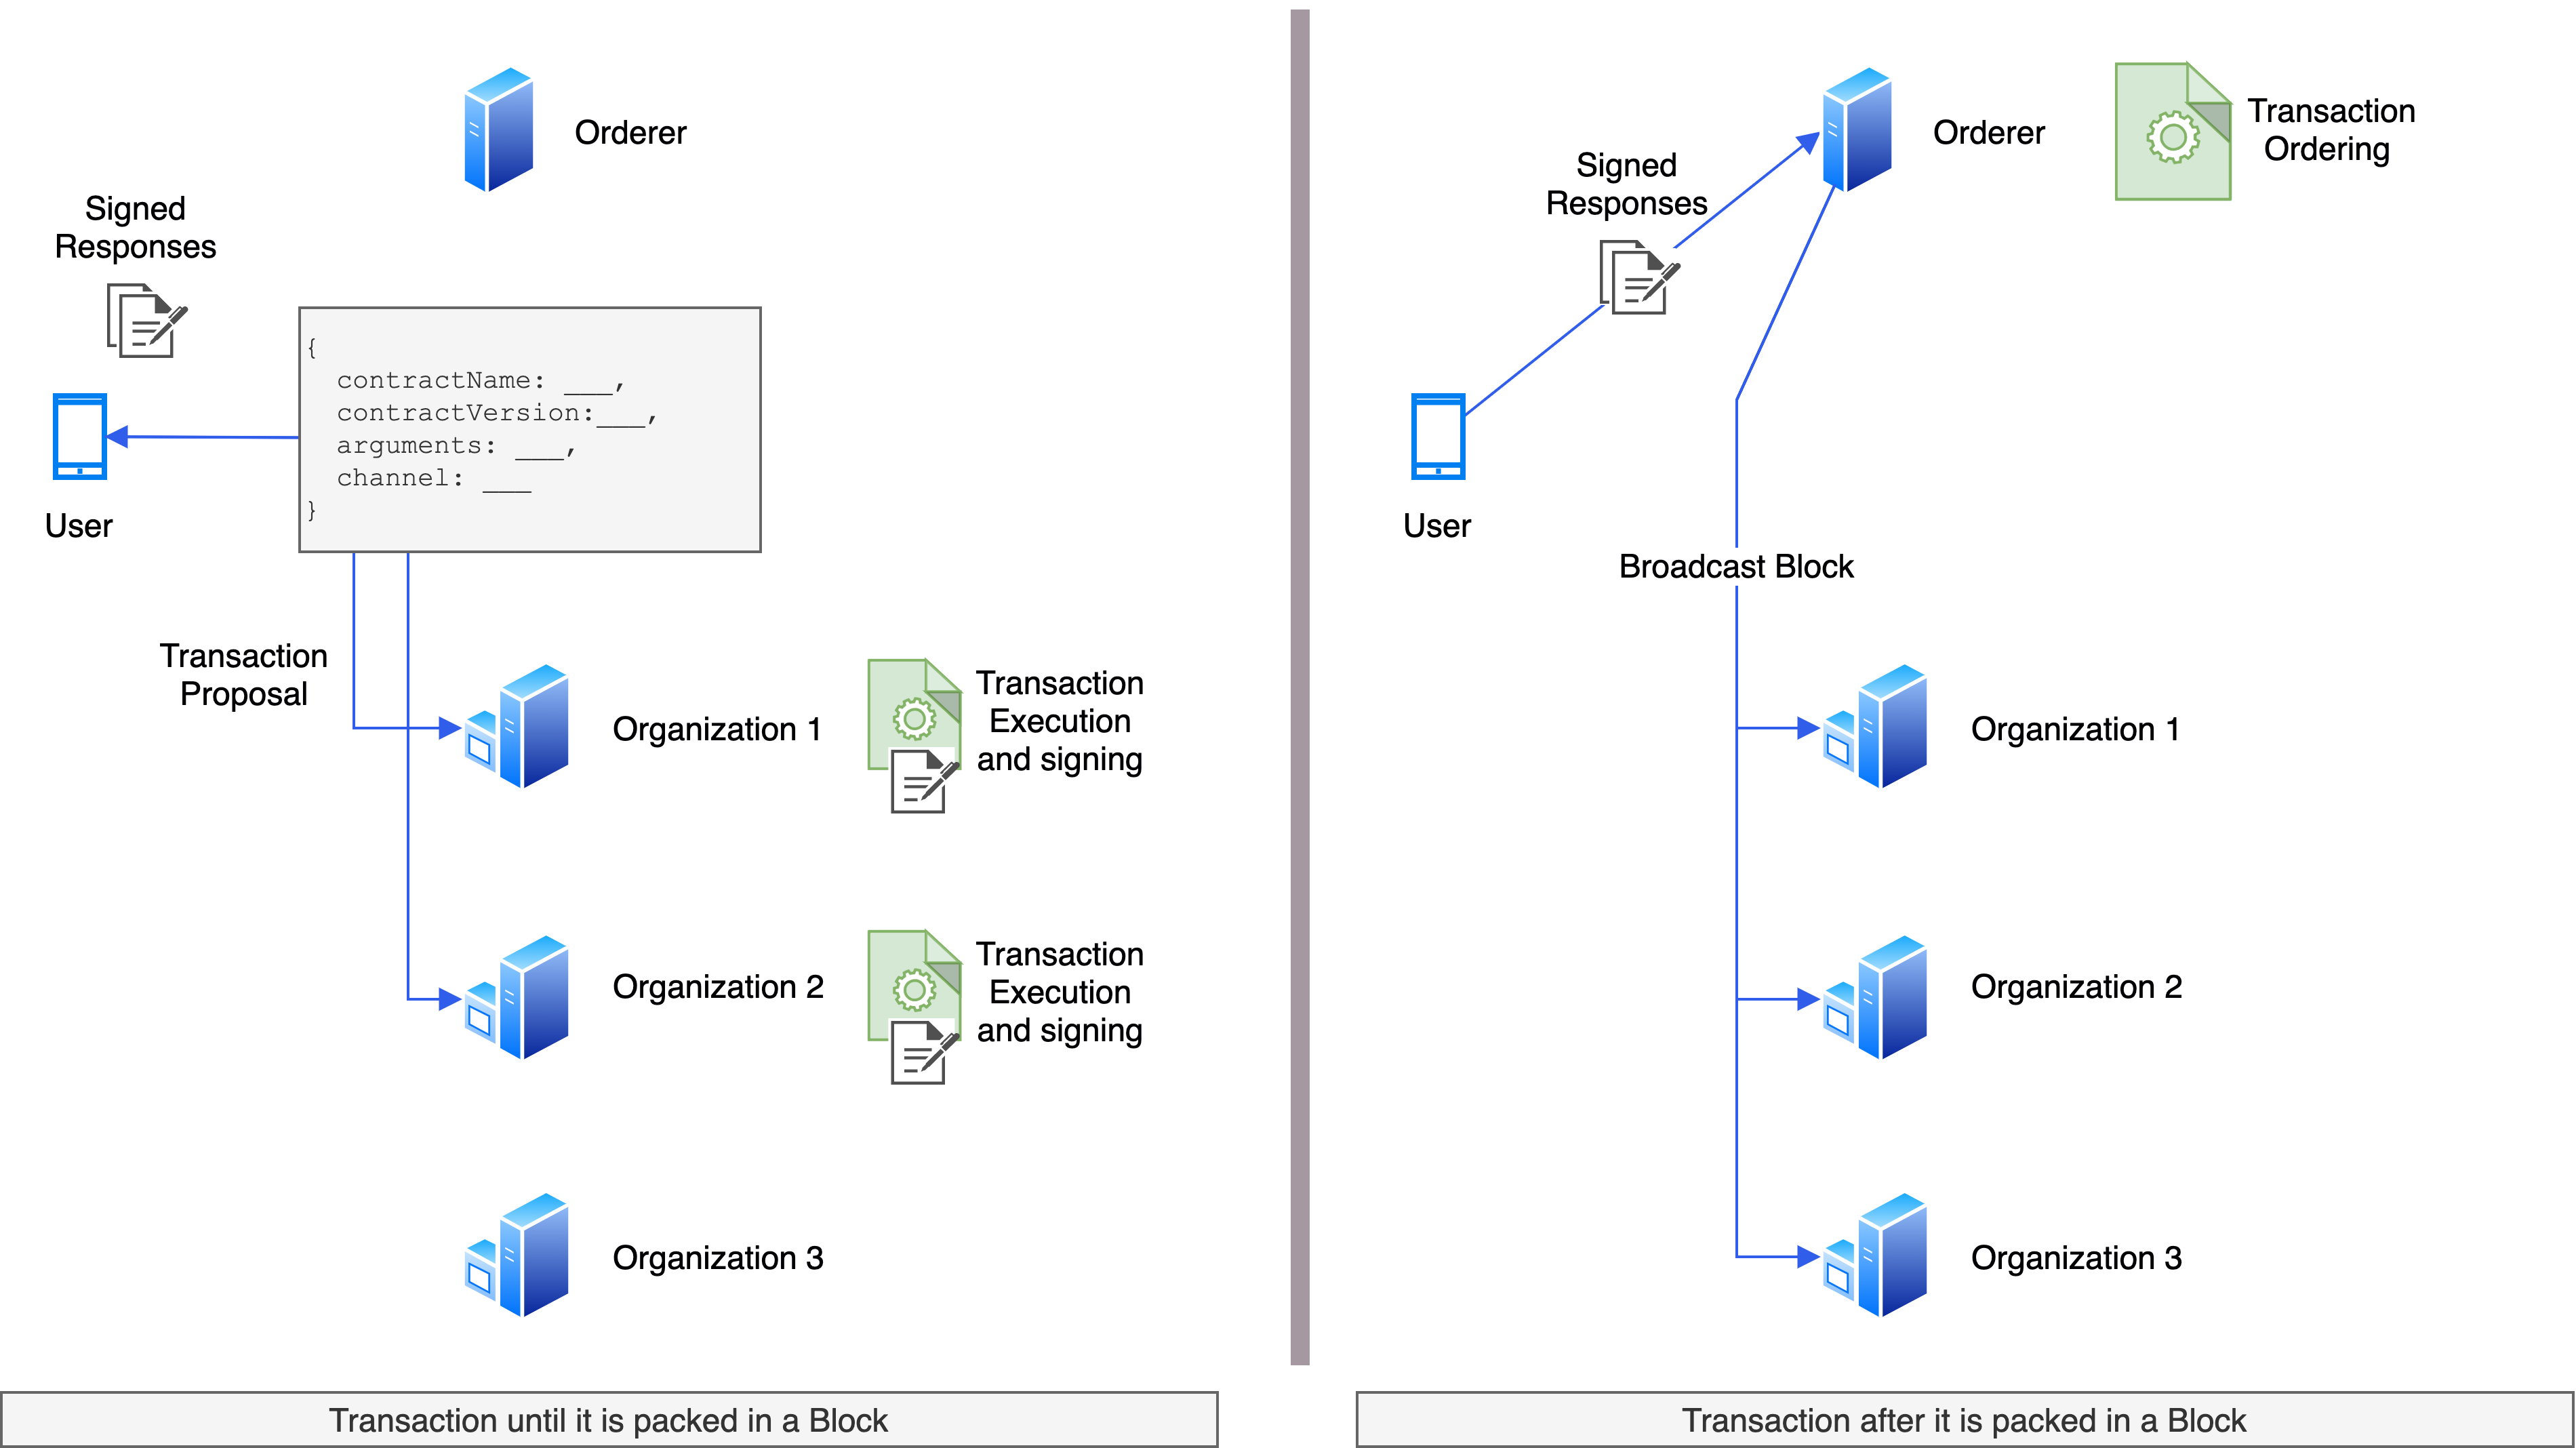 Orderer
Signed
Responses
{
contractName: ___,
contractVersion:___,
arguments: ___,
channel: ___
}
User
Transaction
Proposal
Organization 1
Transaction
Execution
and signing
Organization 2
Transaction
Execution
and signing
Organization 3
Transaction until it is packed in a Block
Orderer
Transaction
Ordering
Signed
Responses
User
Broadcast Block
Organization 1
Organization 2
Organization 3
Transaction after it is packed in a Block